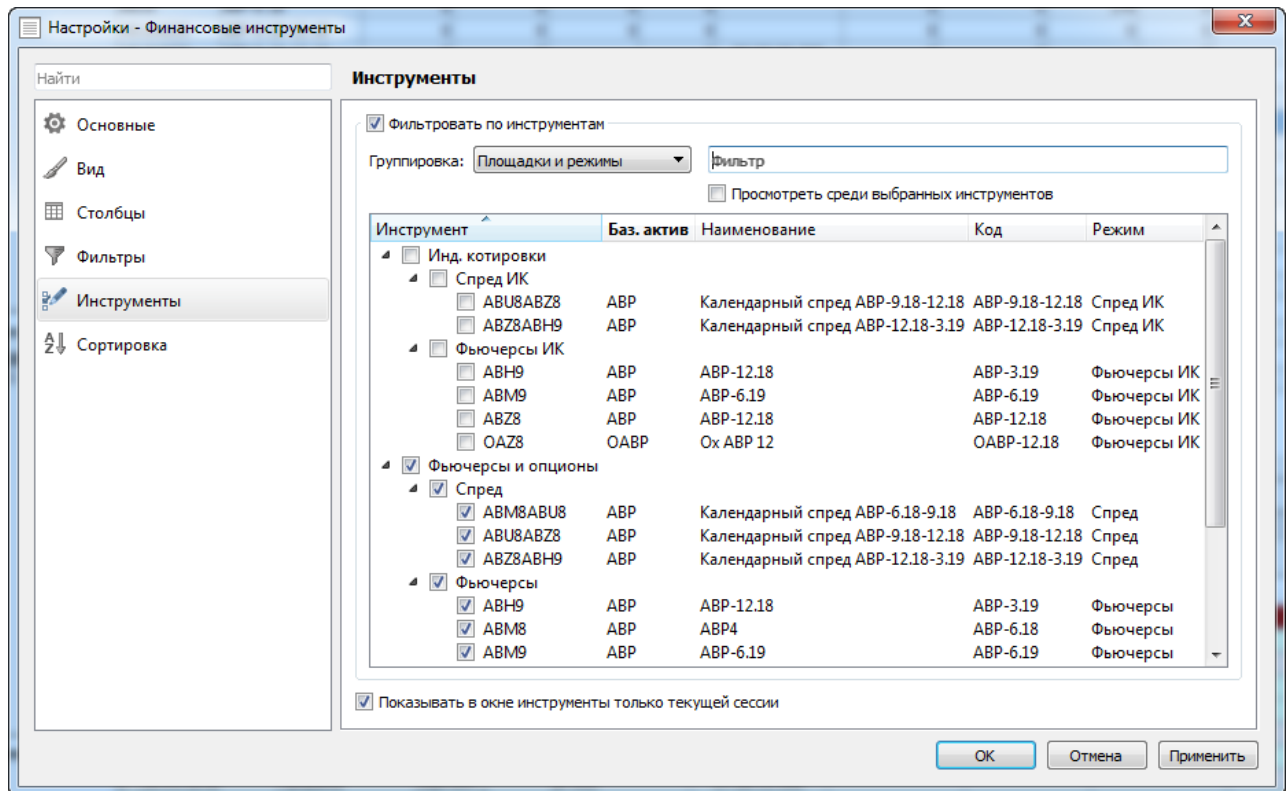 Настройки - Финансовые инструменты
Найти
Основные
Вид
Столбцы
Фильтры
Инструменты
Сортировка
Инструменты
Фильтровать по инструментам
Группировка: Площадки и режимы Фильтр
Просмотреть среди выбранных инструментов
Инструмент Баз. актив Наименование Код Режим
Инд. котировки
Спред ИК
ABU8ABZ8 ABP Календарный спред ABP-9.18-12.18 ABP-9.18-12.18 Спред ИК
ABZ8ABH9 ABP Календарный спред ABP-12.18-3.19 ABP-12.18-3.19 Спред ИК
Фьючерсы ИК
ABH9 ABP ABP-12.18 ABP-3.19 Фьючерсы ИК
ABM9 ABP ABP-6.19 ABP-6.19 Фьючерсы ИК
ABZ8 ABP ABP-12.18 ABP-12.18 Фьючерсы ИК
OAZ8 OABP Ox ABP 12 OABP-12.18 Фьючерсы ИК
Фьючерсы и опционы
Спред
ABM8ABU8 ABP Календарный спред ABP-6.18-9.18 ABP-6.18-9.18 Спред
ABU8ABZ8 ABP Календарный спред ABP-9.18-12.18 ABP-9.18-12.18 Спред
ABZ8ABH9 ABP Календарный спред ABP-12.18-3.19 ABP-12.18-3.19 Спред
Фьючерсы
ABH9 ABP ABP-12.18 ABP-3.19 Фьючерсы
ABM8 ABP ABP4 ABP-6.18 Фьючерсы
ABM9 ABP ABP-6.19 ABP-6.19 Фьючерсы
Показывать в окне инструменты только текущей сессии
OK Отмена Применить